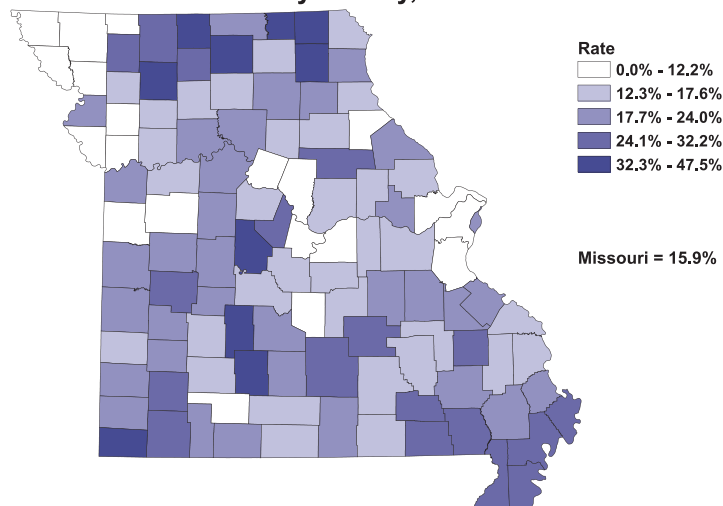 Rate
0.0% - 12.2%
12.3% - 17.6%
17.7% - 24.0%
24.1% - 32.2%
32.3% - 47.5%
Missouri = 15.9%